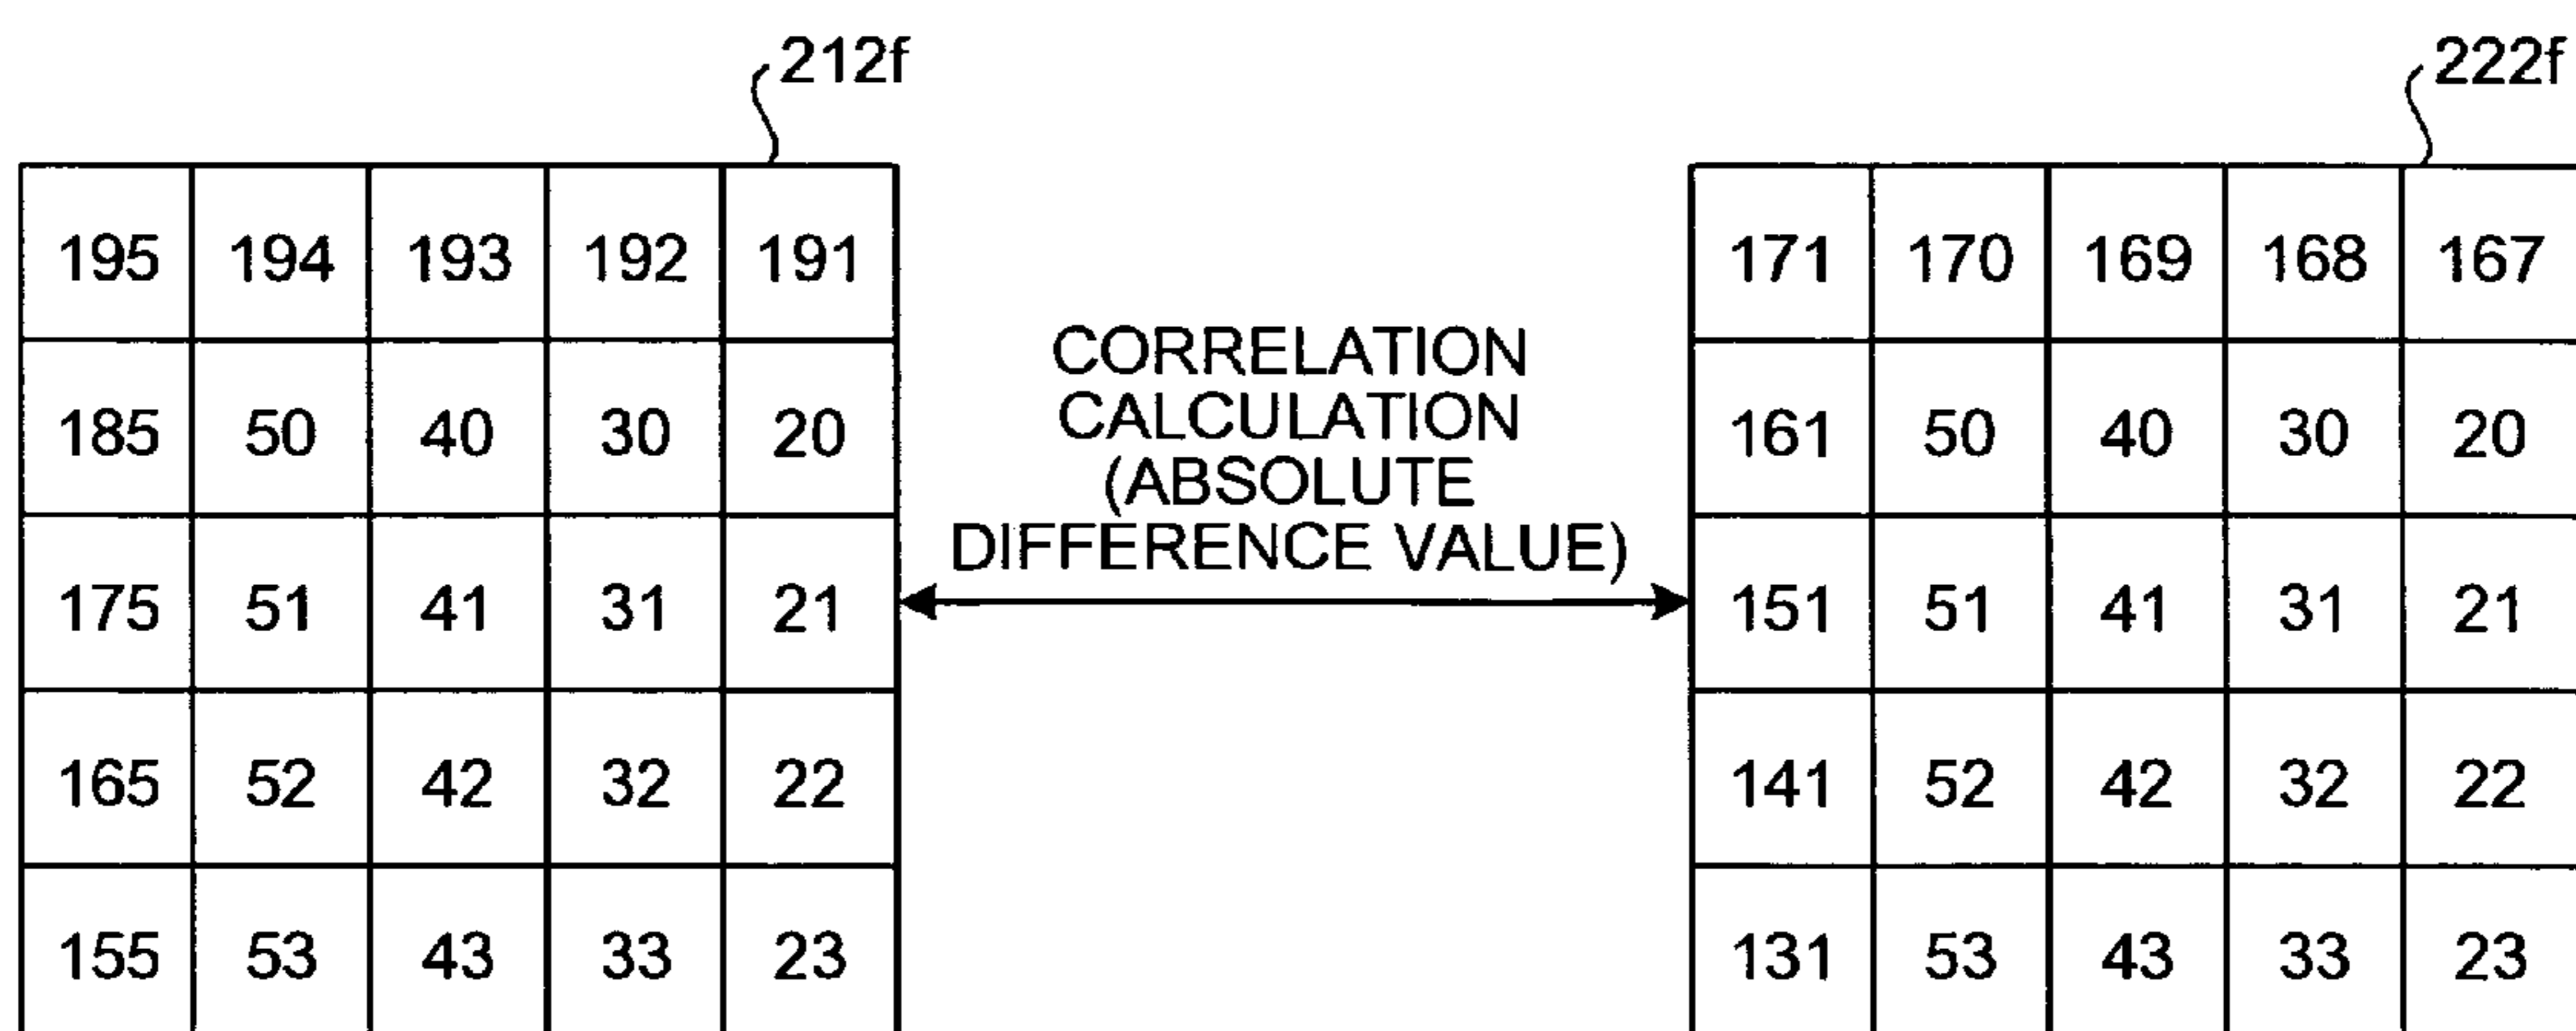 212f
222f
195 194 193 192 191
185 50 40 30 20
175 51 41 31 21
165 52 42 32 22
155 53 43 33 23
CORRELATION
CALCULATION
(ABSOLUTE
DIFFERENCE VALUE)
171 170 169 168 167
161 50 40 30 20
151 51 41 31 21
141 52 42 32 22
131 53 43 33 23